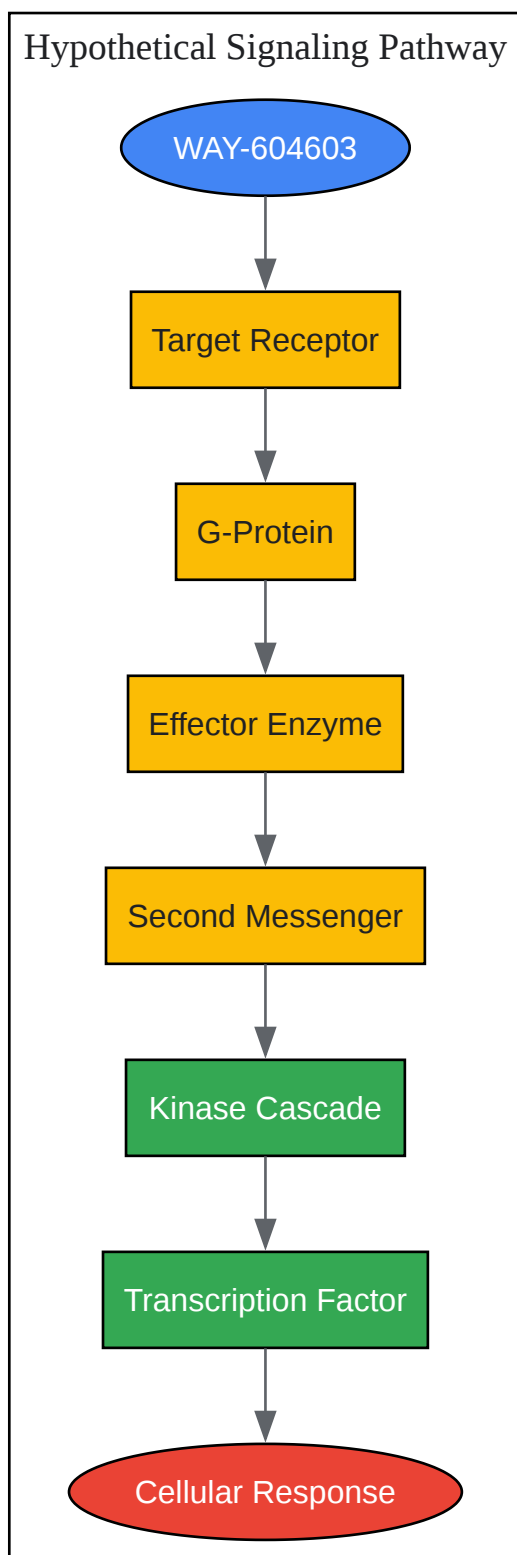 Hypothetical Signaling Pathway
WAY-604603
Target Receptor
G-Protein
Effector Enzyme
Second Messenger
Kinase Cascade
Transcription Factor
Cellular Response